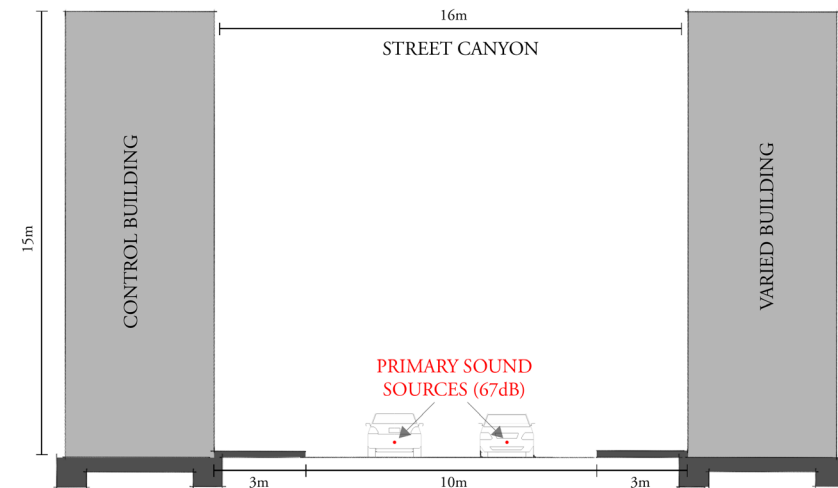 16m
STREET CANYON
CONTROL BUILDING
VARIED BUILDING
15m
PRIMARY SOUND
SOURCES (67dB)
3m
10m
3m